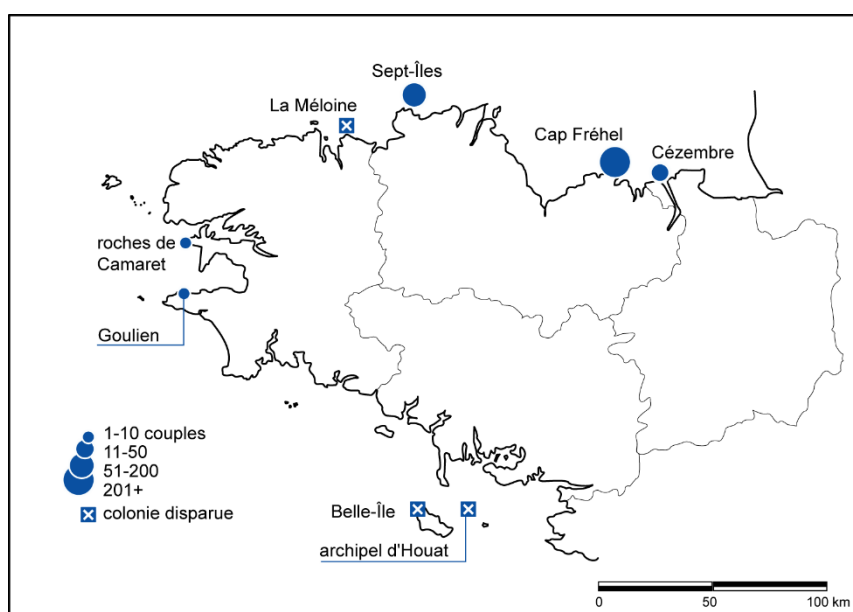 Sept-Îles
La Méloine
Cap Fréhel
Cézembre
roches de
Camaret
Goulien
1-10 couples
11-50
51-200
201+
colonie disparue
Belle-Île
archipel d'Houat
0
50
100 km